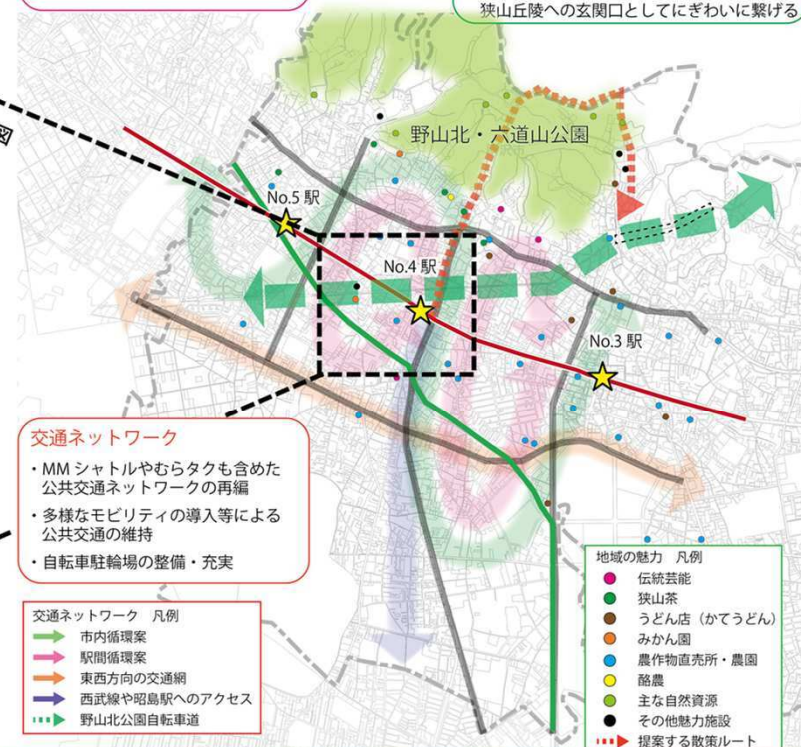 狭山丘陵への玄関口としてにぎわいに繋げる
野山北・六道山公園
No.5 駅
No.4 駅
No.3 駅
交通ネットワーク
・MM シャトルやむらタクも含めた
公共交通ネットワークの再編
・多様なモビリティの導入等による
公共交通の維持
・自転車駐輪場の整備・充実
交通ネットワーク 凡例
市内循環案
駅間循環案
東西方向の交通網
西武線や昭島駅へのアクセス
野山北公園自転車道
地域の魅力 凡例
伝統芸能
狭山茶
うどん店（かてうどん）
みかん園
農作物直売所・農園
酪農
主な自然資源
その他魅力施設
提案する散策ルート